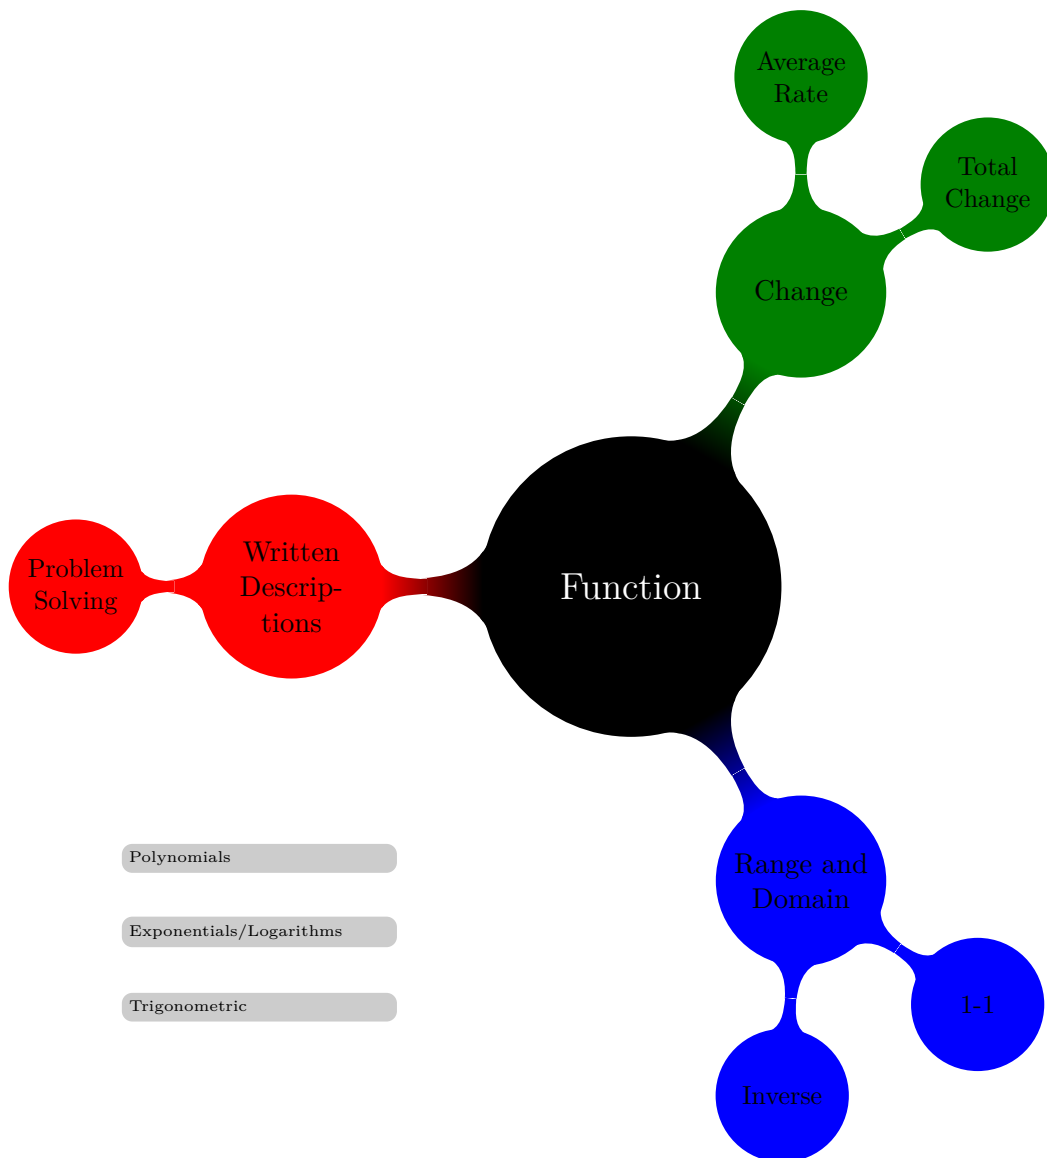 Average
Rate
Total
Change
Change
Written
Descrip-
tions
Problem
Solving
Function
Range and
Domain
1-1
Inverse
Polynomials
Exponentials/Logarithms
Trigonometric